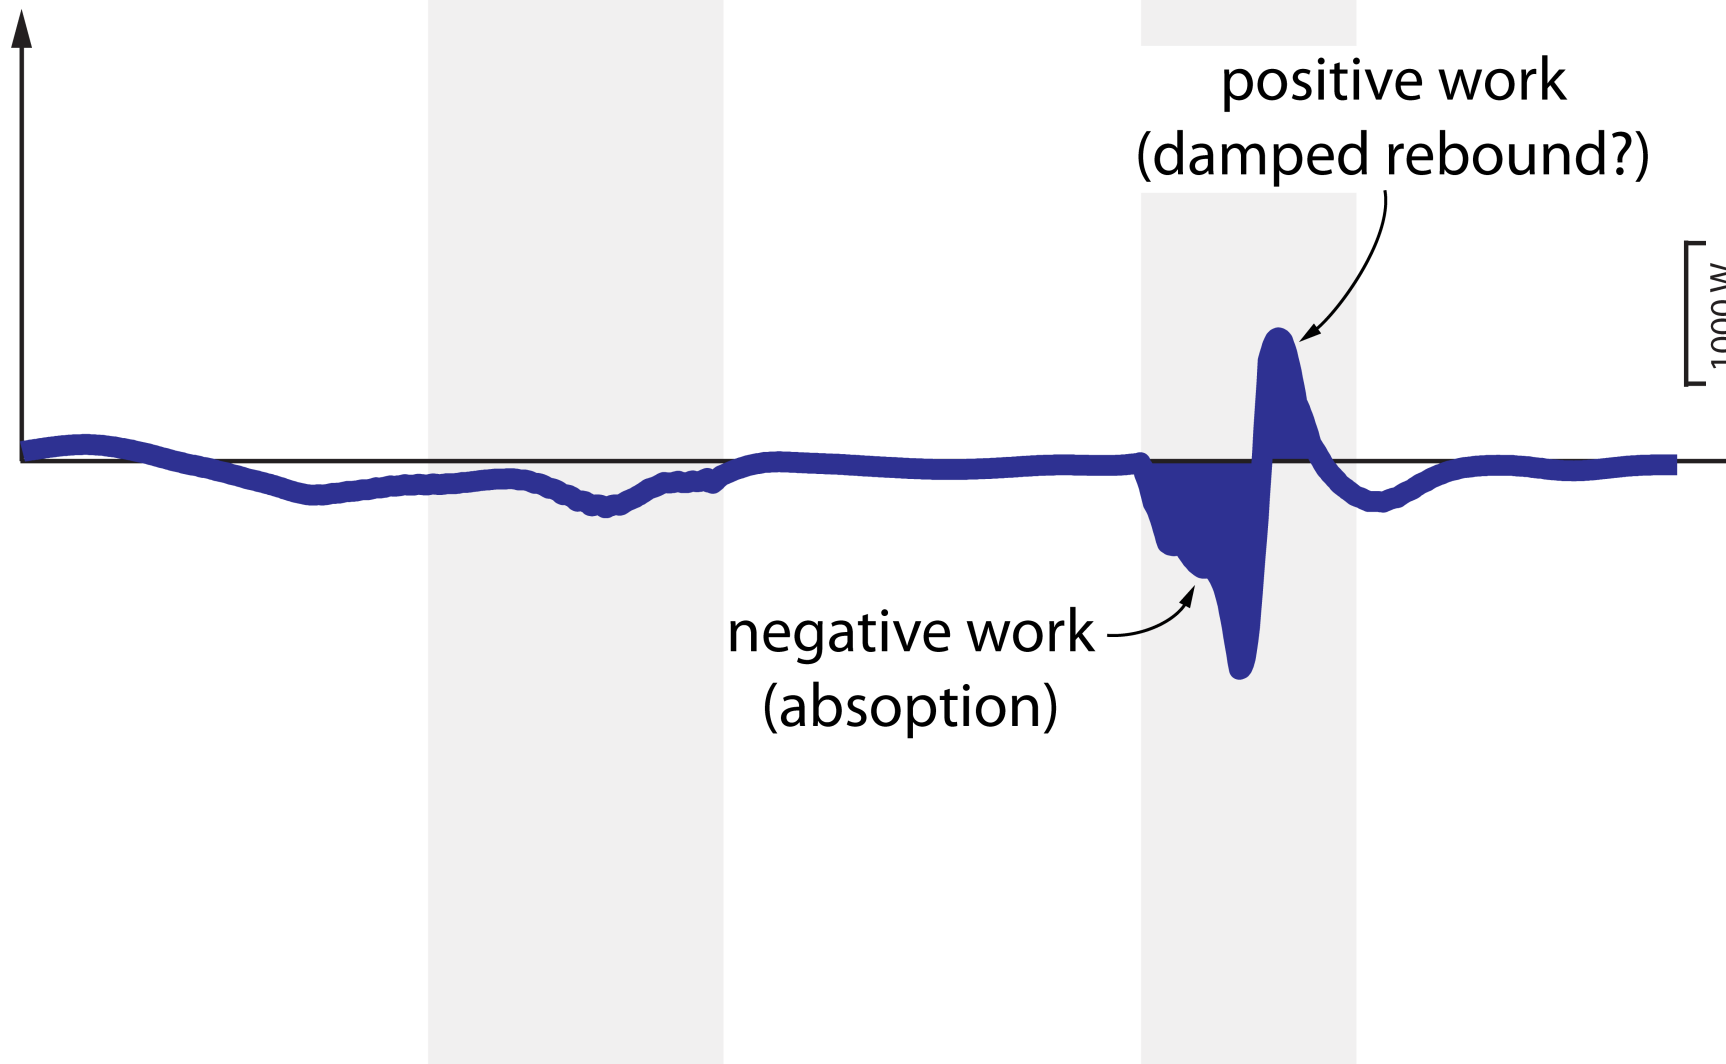 positive work
(damped rebound?)
1000 W
negative work
(absoption)